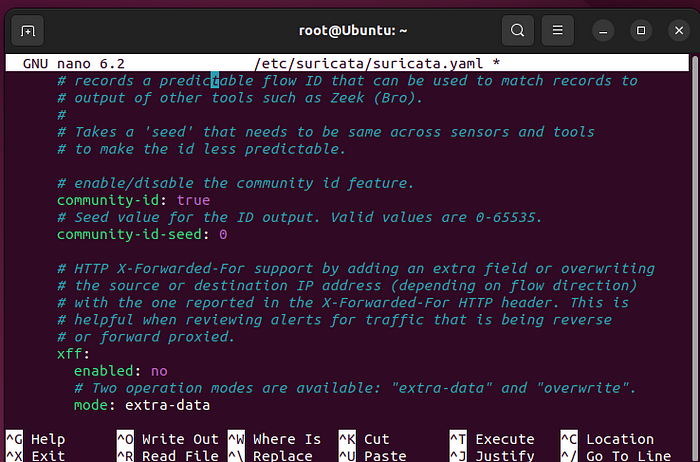 root@Ubuntu: ~
GNU nano 6.2 /etc/suricata/suricata.yaml *
# records a predictable flow ID that can be used to match records to
# output of other tools such as Zeek (Bro).
#
# Takes a 'seed' that needs to be same across sensors and tools
# to make the id less predictable.
# enable/disable the community id feature.
community-id: true
# Seed value for the ID output. Valid values are 0-65535.
community-id-seed: 0
# HTTP X-Forwarded-For support by adding an extra field or overwriting
# the source or destination IP address (depending on flow direction)
# with the one reported in the X-Forwarded-For HTTP header. This is
# helpful when reviewing alerts for traffic that is being reverse
# or forward proxied.
xff:
enabled: no
# Two operation modes are available: "extra-data" and "overwrite".
mode: extra-data
^G Help ^O Write Out ^W Where Is ^K Cut ^T Execute ^C Location
^X Exit ^R Read File ^\ Replace ^U Paste ^J Justify ^/ Go To Line